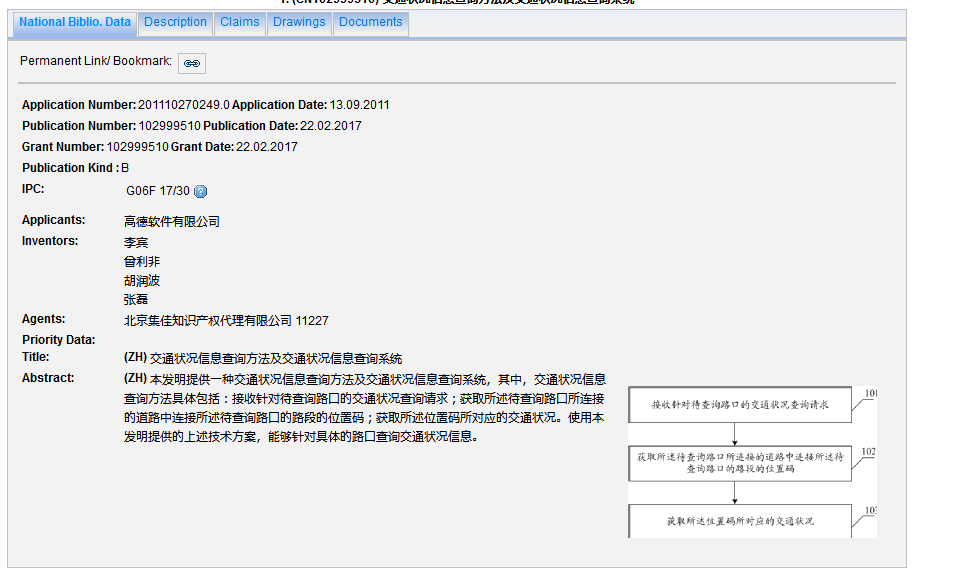 National Biblio. Data Description Claims Drawings Documents
Permanent Link/ Bookmark:
Application Number: 201110270249.0 Application Date: 13.09.2011
Publication Number: 102999510 Publication Date: 22.02.2017
Grant Number: 102999510 Grant Date: 22.02.2017
Publication Kind : B
IPC: G06F 17/30
Applicants: 高德软件有限公司
Inventors: 李宾
曾利非
胡润波
张磊
Agents: 北京集佳知识产权代理有限公司 11227
Priority Data:
Title: (ZH) 交通状况信息查询方法及交通状况信息查询系统
Abstract: (ZH) 本发明提供一种交通状况信息查询方法及交通状况信息查询系统，其中，交通状况信息
查询方法具体包括：接收针对待查询路口的交通状况查询请求；获取所述待查询路口所连接
的道路中连接所述待查询路口的路段的位置码；获取所述位置码所对应的交通状况。使用本
发明提供的上述技术方案，能够针对具体的路口查询交通状况信息。
接收针对待查询路口的交通状况查询请求
获取所述待查询路口所连接的道路中连接所述待 102
查询路口的路段的位置码
获取所述位置码所对应的交通状况